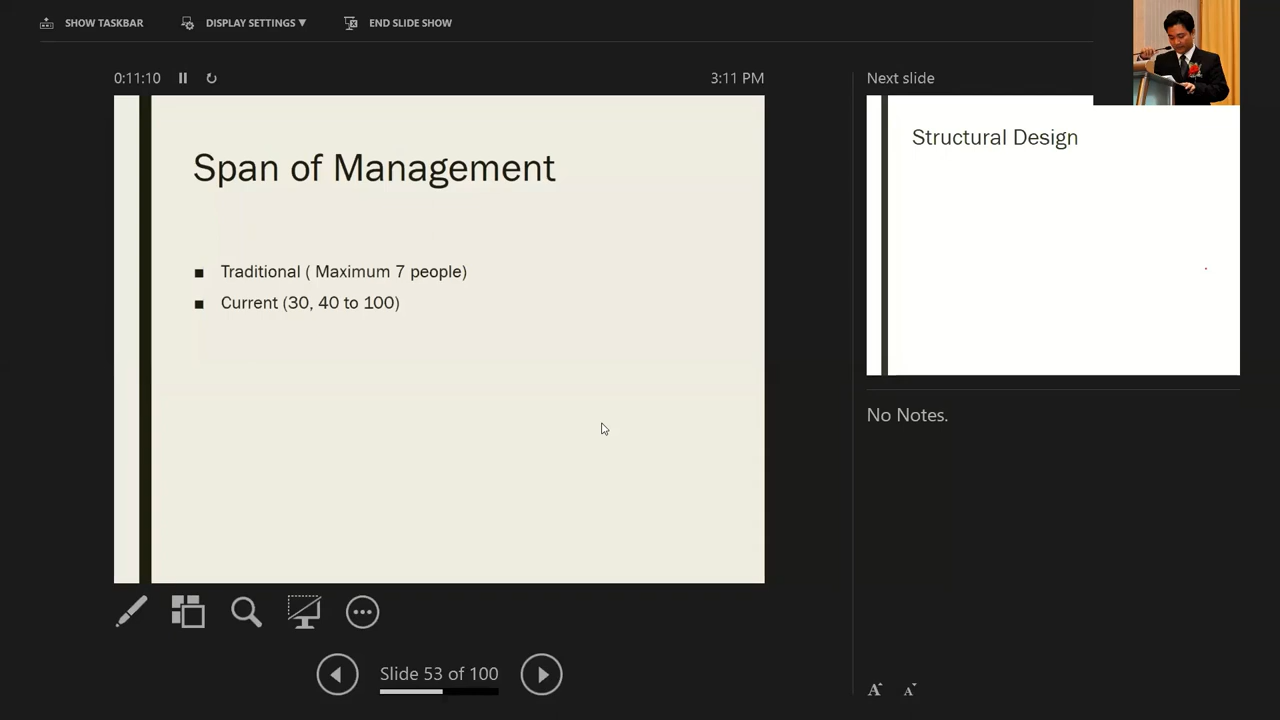 SHOW TASKBAR
DISPLAY SETTINGS ▼
END SLIDE SHOW
0:11:10
3:11 PM
Span of Management
■ Traditional ( Maximum 7 people)
■ Current (30, 40 to 100)
Slide 53 of 100
Next slide
Structural Design
No Notes.
A A